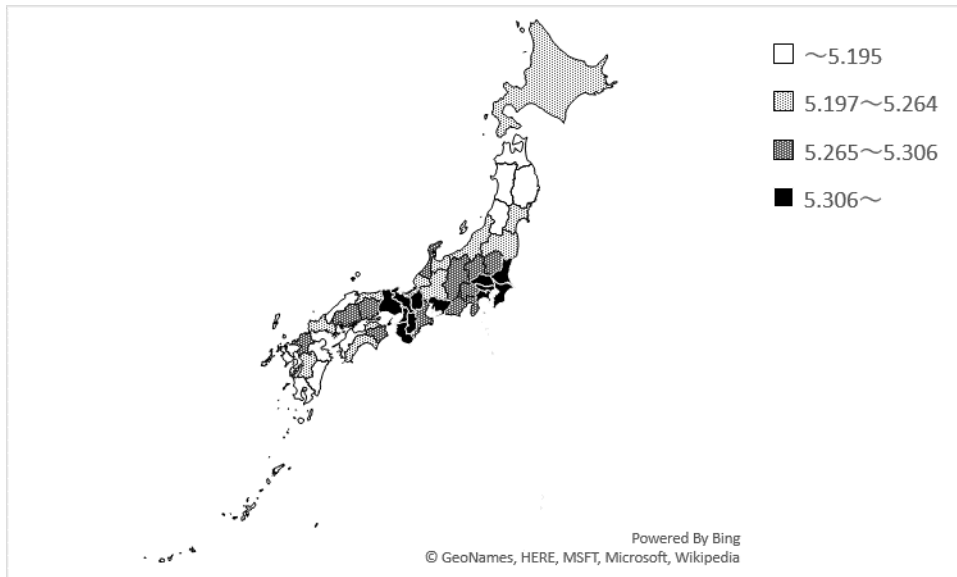 ～5.195
5.197～5.264
5.265～5.306
5.306～
Powered By Bing
© GeoNames, HERE, MSFT, Microsoft, Wikipedia